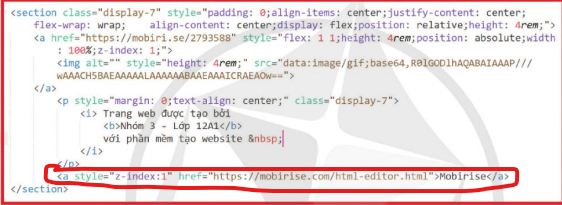 <section class="display-7" style="padding: 0;align-items: center;justify-content: center;
flex-wrap: wrap;    align-content: center;display: flex;position: relative;height: 4rem;">
<a href="https://mobiri.se/2793588" style="flex: 1 1;height: 4rem;position: absolute;width
: 100%;z-index: 1;">
<img alt="" style="height: 4rem;" src="data:image/gif;base64,R0lGODlhAQABAIAAAP///
wAAACH5BAEAAAAALAAAAAABAAEAAAICRAEAOw==">
</a>
<p style="margin: 0;text-align: center;" class="display-7">
<i> Trang web được tạo bởi
<b>Nhóm 3 - Lớp 12A1</b>
với phần mềm tạo website &nbsp;
</i>
</p>
<a style="z-index:1" href="https://mobirise.com/html-editor.html">Mobirise</a>
</section>